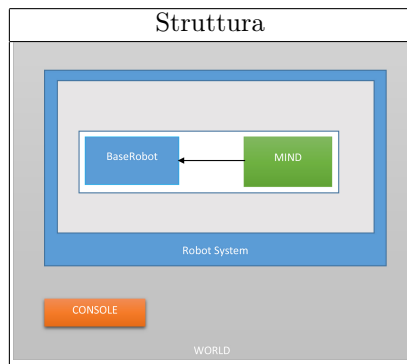 Struttura
BaseRobot
MIND
Robot System
CONSOLE
WORLD